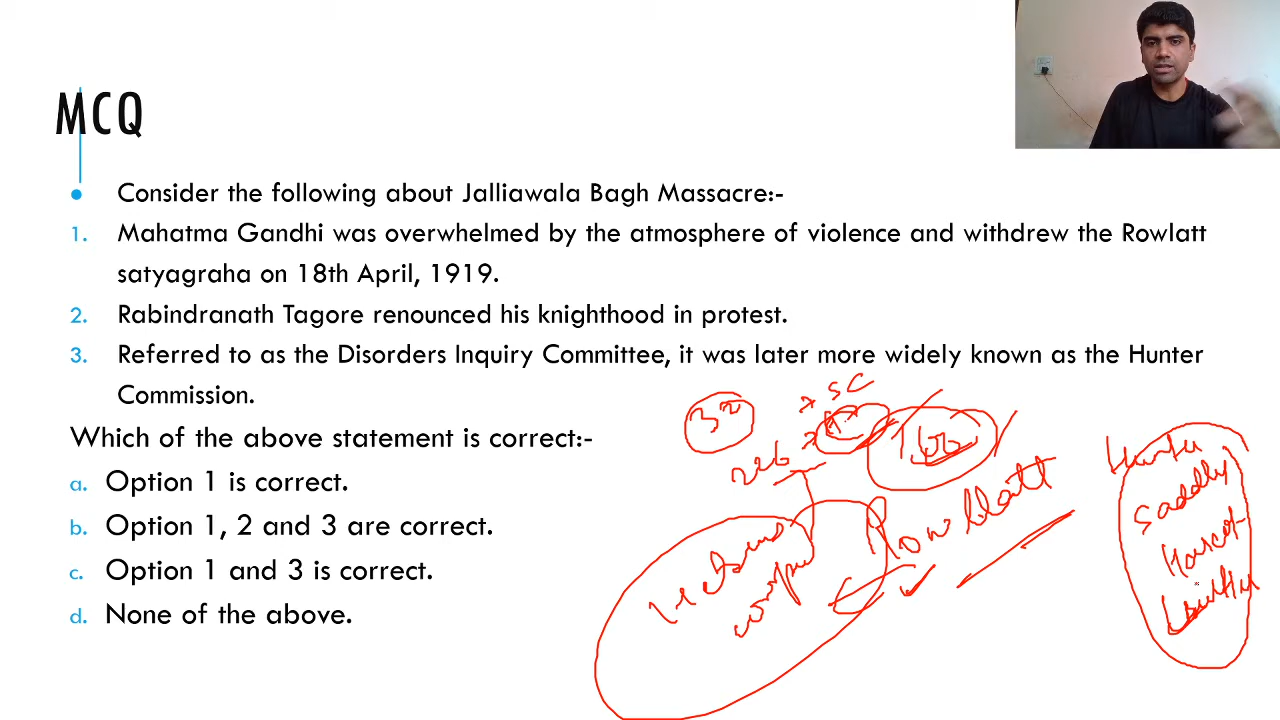 MCQ
Consider the following about Jalliawala Bagh Massacre:-
1. Mahatma Gandhi was overwhelmed by the atmosphere of violence and withdrew the Rowlatt
satyagraha on 18th April, 1919.
2. Rabindranath Tagore renounced his knighthood in protest.
3. Referred to as the Disorders Inquiry Committee, it was later more widely known as the Hunter
Commission.
Which of the above statement is correct:-
a. Option 1 is correct.
b. Option 1, 2 and 3 are correct.
c. Option 1 and 3 is correct.
d. None of the above.
SC
Hunter